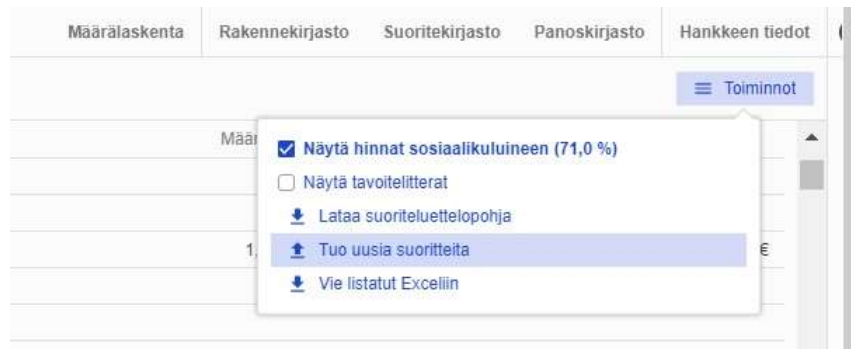 Määrälaskenta Rakennekirjasto Suoritekirjasto Panoskirjasto Hankkeen tiedot
Toiminnot
Näytä hinnat sosiaalikuluineen (71,0 %)
Näytä tavoitelitterat
Lataa suoriteluettelopohja
1, Tuo uusia suoritteita €
Vie listatut Exceliin